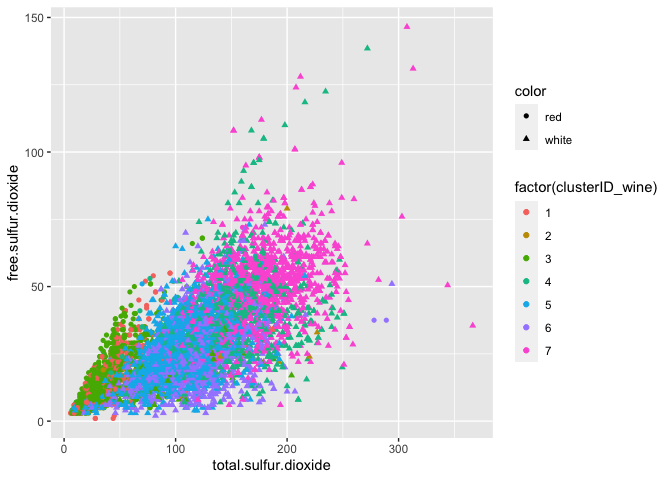 150
100
50
0
free.sulfur.dioxide
0
100
200
300
total.sulfur.dioxide
color
red
white
factor(clusterID_wine)
1
2
3
4
5
6
7